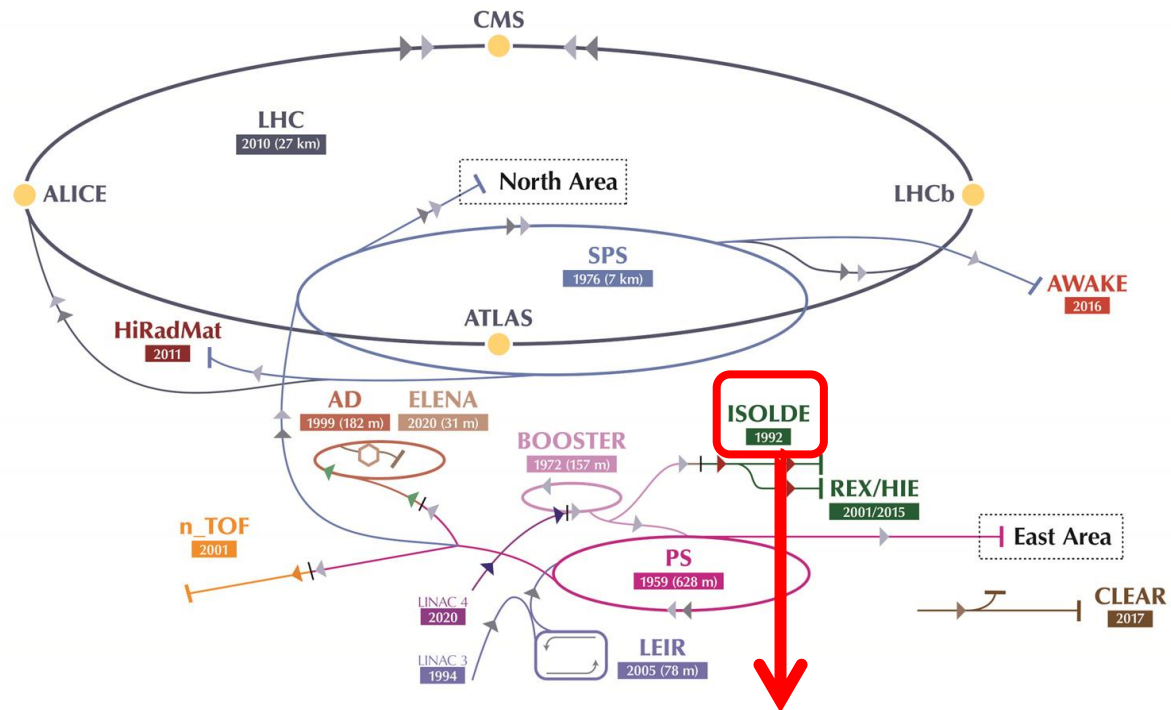 CMS
LHC
2010 (27 km)
North Area
ALICE
LHCb
SPS
1976 (7 km)
AWAKE
2016
ATLAS
HiRadMat
2011
AD
1999 (182 m)
ELENA
2020 (31 m)
ISOLDE
1992
BOOSTER
1972 (157 m)
REX/HIE
2001/2015
n_TOF
2001
East Area
PS
1959 (628 m)
LINAC 4
2020
CLEAR
2017
LINAC 3
1994
LEIR
2005 (78 m)